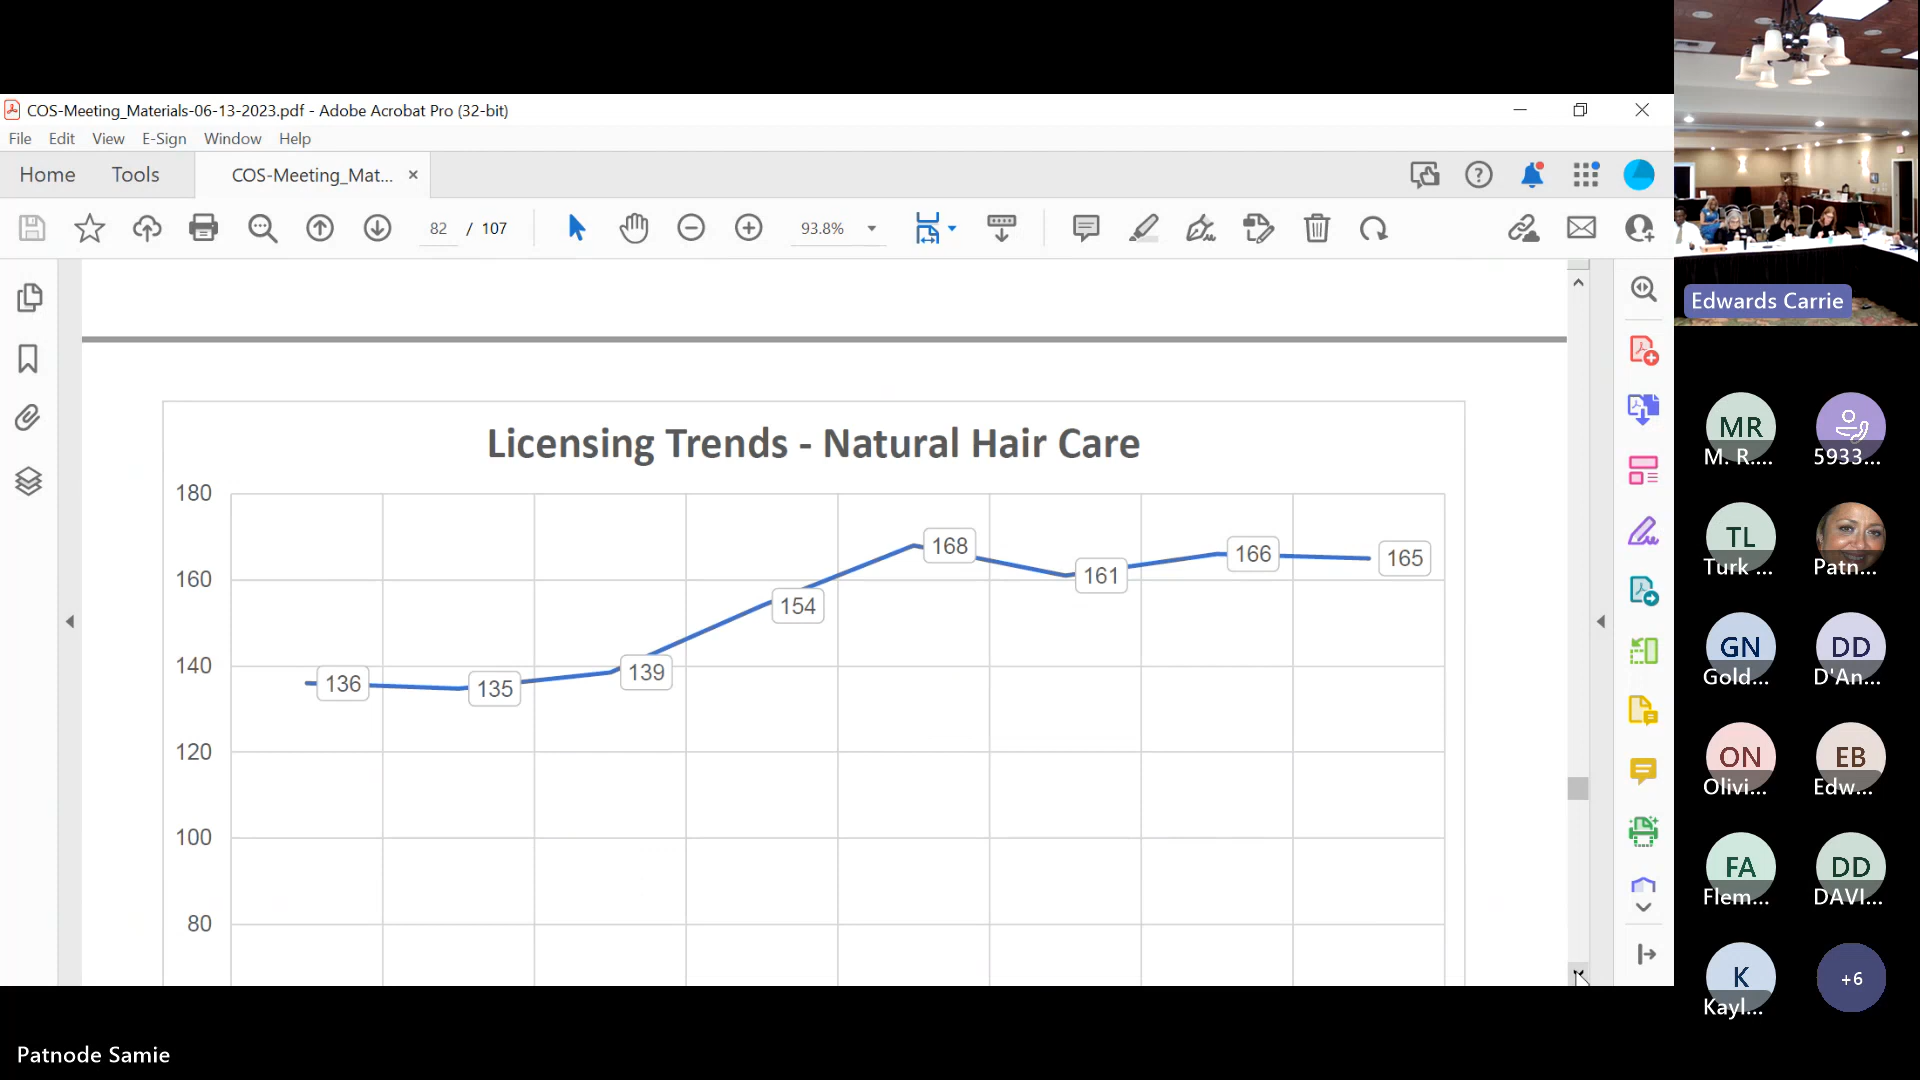 COS-Meeting_Materials-06-13-2023.pdf - Adobe Acrobat Pro (32-bit)
File Edit View E-Sign Window Help
Home Tools COS-Meeting_Mat... ×
82 / 107 93.8%
Licensing Trends - Natural Hair Care
180
160
140
120
100
80
136
135
139
154
168
161
166
165
Edwards Carrie
MR
M. R....
5933...
TL
Turk ...
Patn...
GN
Gold...
DD
D'An...
ON
Olivi...
EB
Edw...
FA
Flem...
DD
DAVI...
K
Kayl...
+6
Patnode Samie